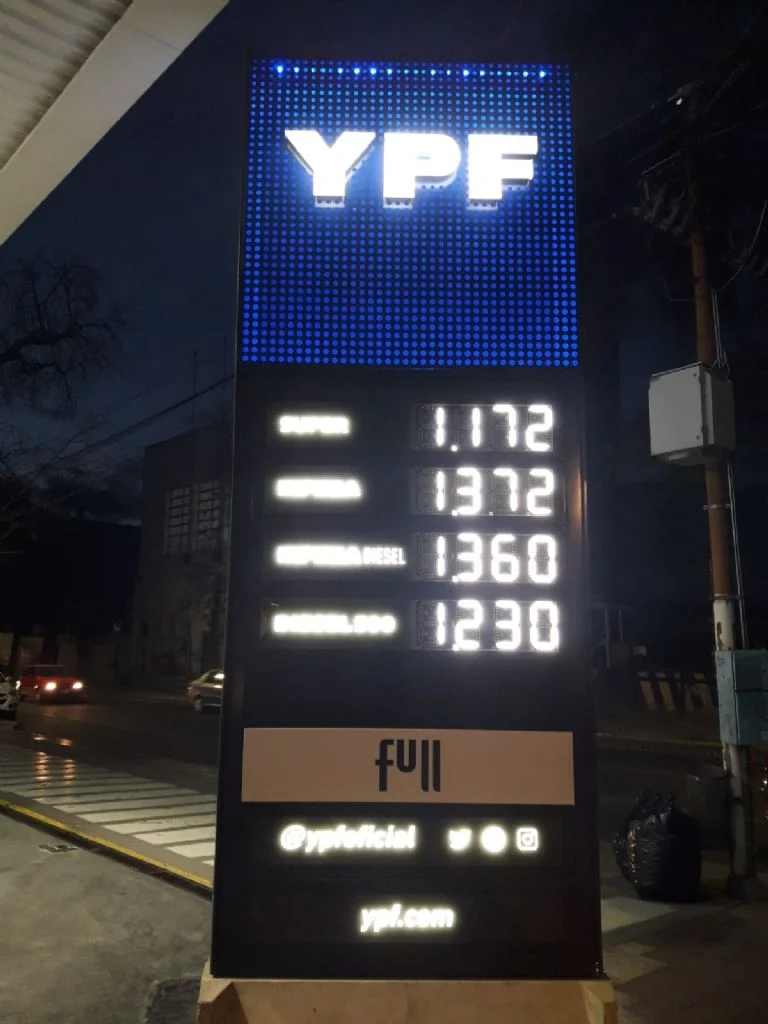 YPF
SUPER 1.172
INFINIA 1.372
INFINIA DIESEL 1.360
DIESEL 500 1.230
full
@ypfoficial
ypf.com